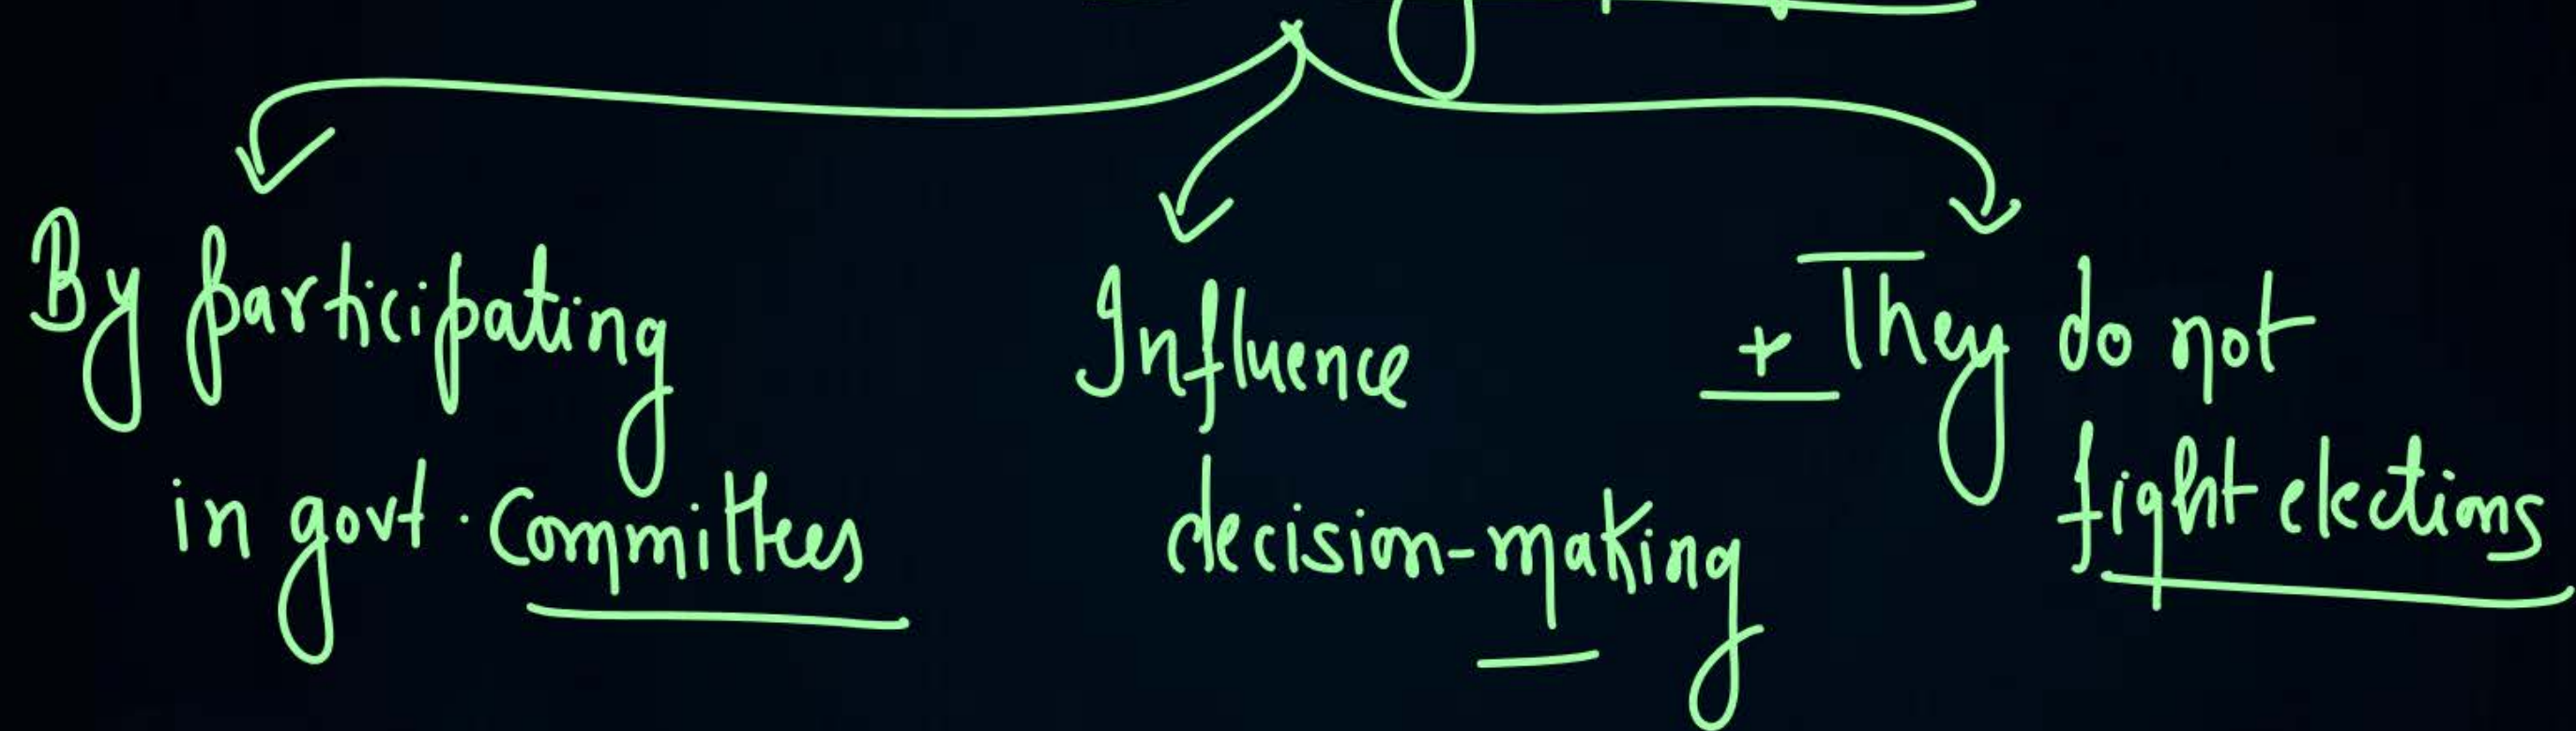 By participating
in govt. Committees
Influence
decision-making
+ They do not
fight elections